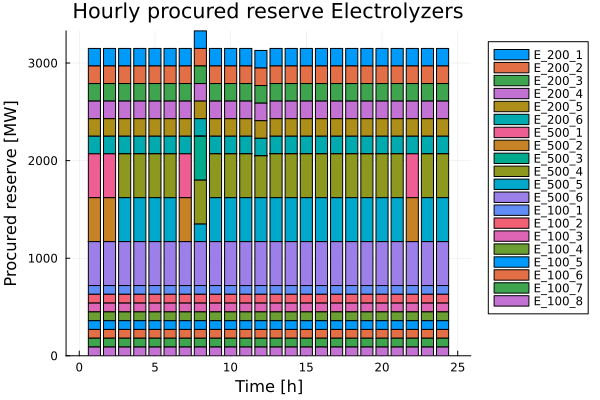 Hourly procured reserve Electrolyzers
Procured reserve [MW]
3000
2000
1000
0
0
5
10
15
20
25
Time [h]
E_200_1
E_200_2
E_200_3
E_200_4
E_200_5
E_200_6
E_500_1
E_500_2
E_500_3
E_500_4
E_500_5
E_500_6
E_100_1
E_100_2
E_100_3
E_100_4
E_100_5
E_100_6
E_100_7
E_100_8